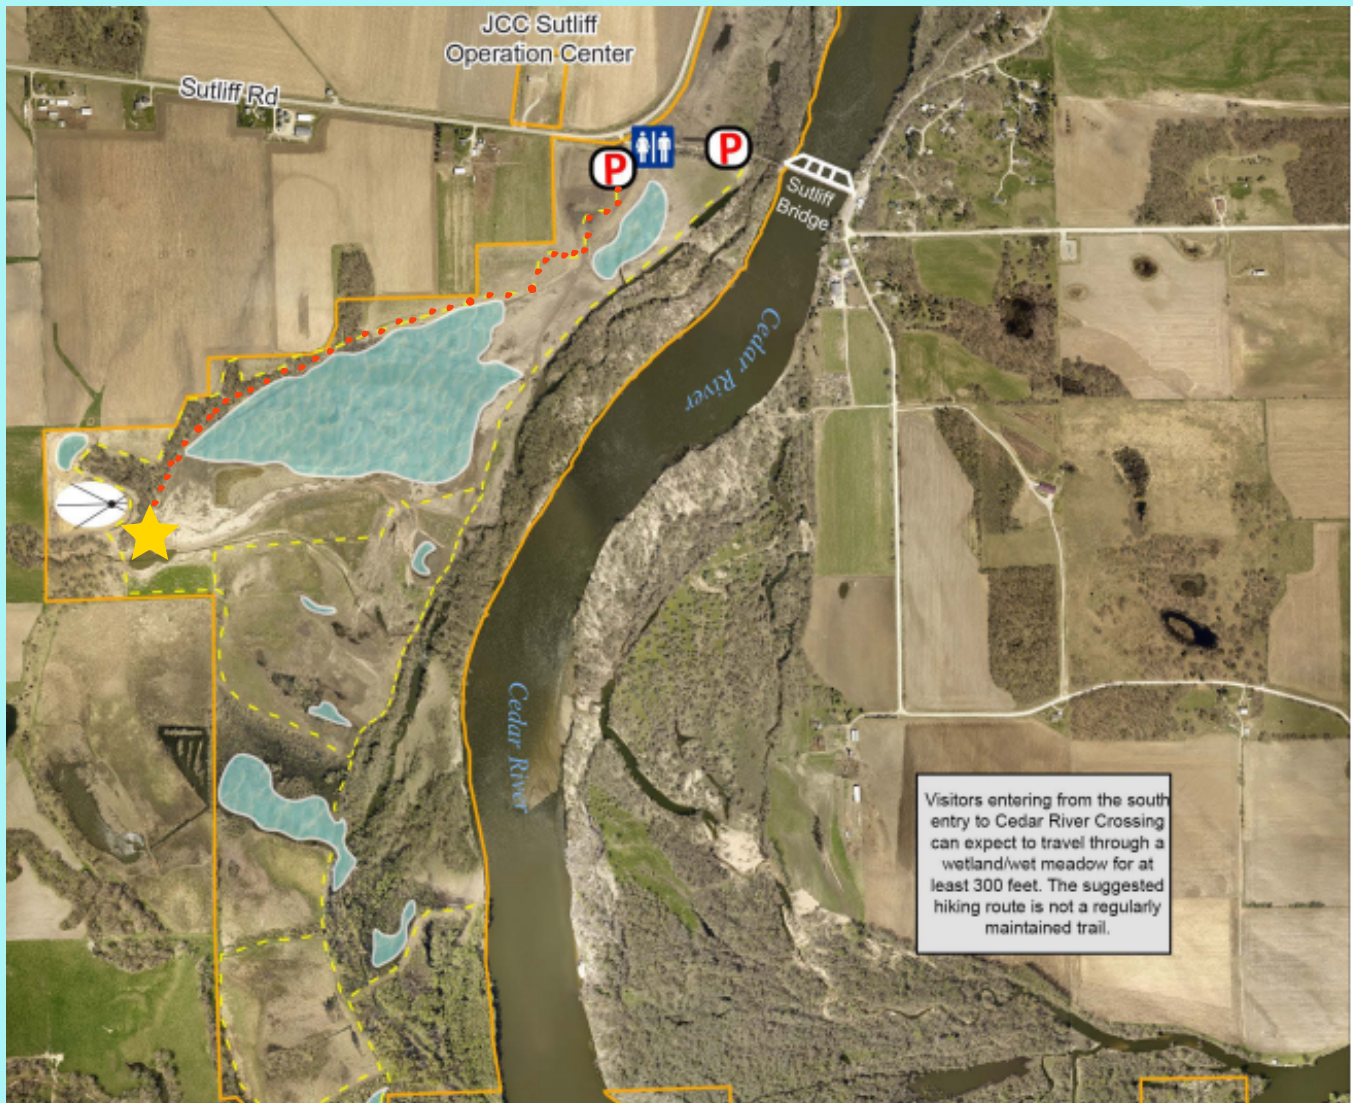 JCC Sutliff
Operation Center
Sutliff Rd
P
P
Sutliff
Bridge
Cedar River
Cedar River
Visitors entering from the south
entry to Cedar River Crossing
can expect to travel through a
wetland/wet meadow for at
least 300 feet. The suggested
hiking route is not a regularly
maintained trail.